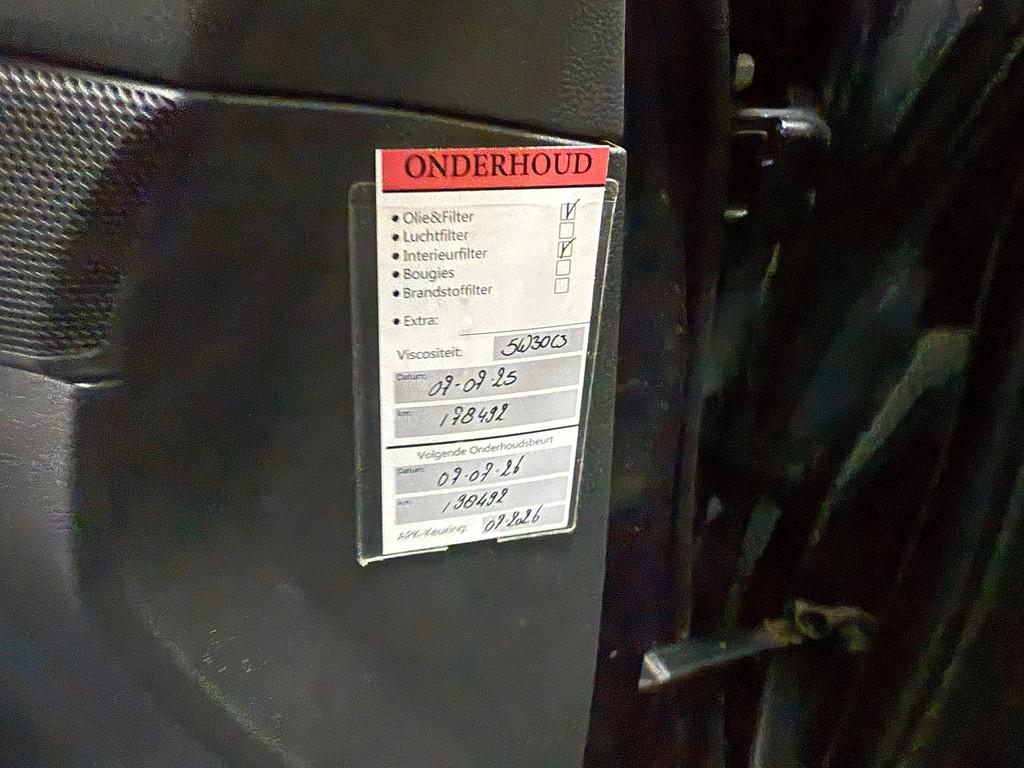 ONDERHOUD
• Olie&Filter
• Luchtfilter
• Interieurfilter
• Bougies
• Brandstoffilter
• Extra:
Viscositeit: 5W30C3
Datum: 07-07-25
km: 178492
Volgende Onderhoudsbeurt
Datum: 07-07-26
km: 198492
APK-Keuring: 07-2026